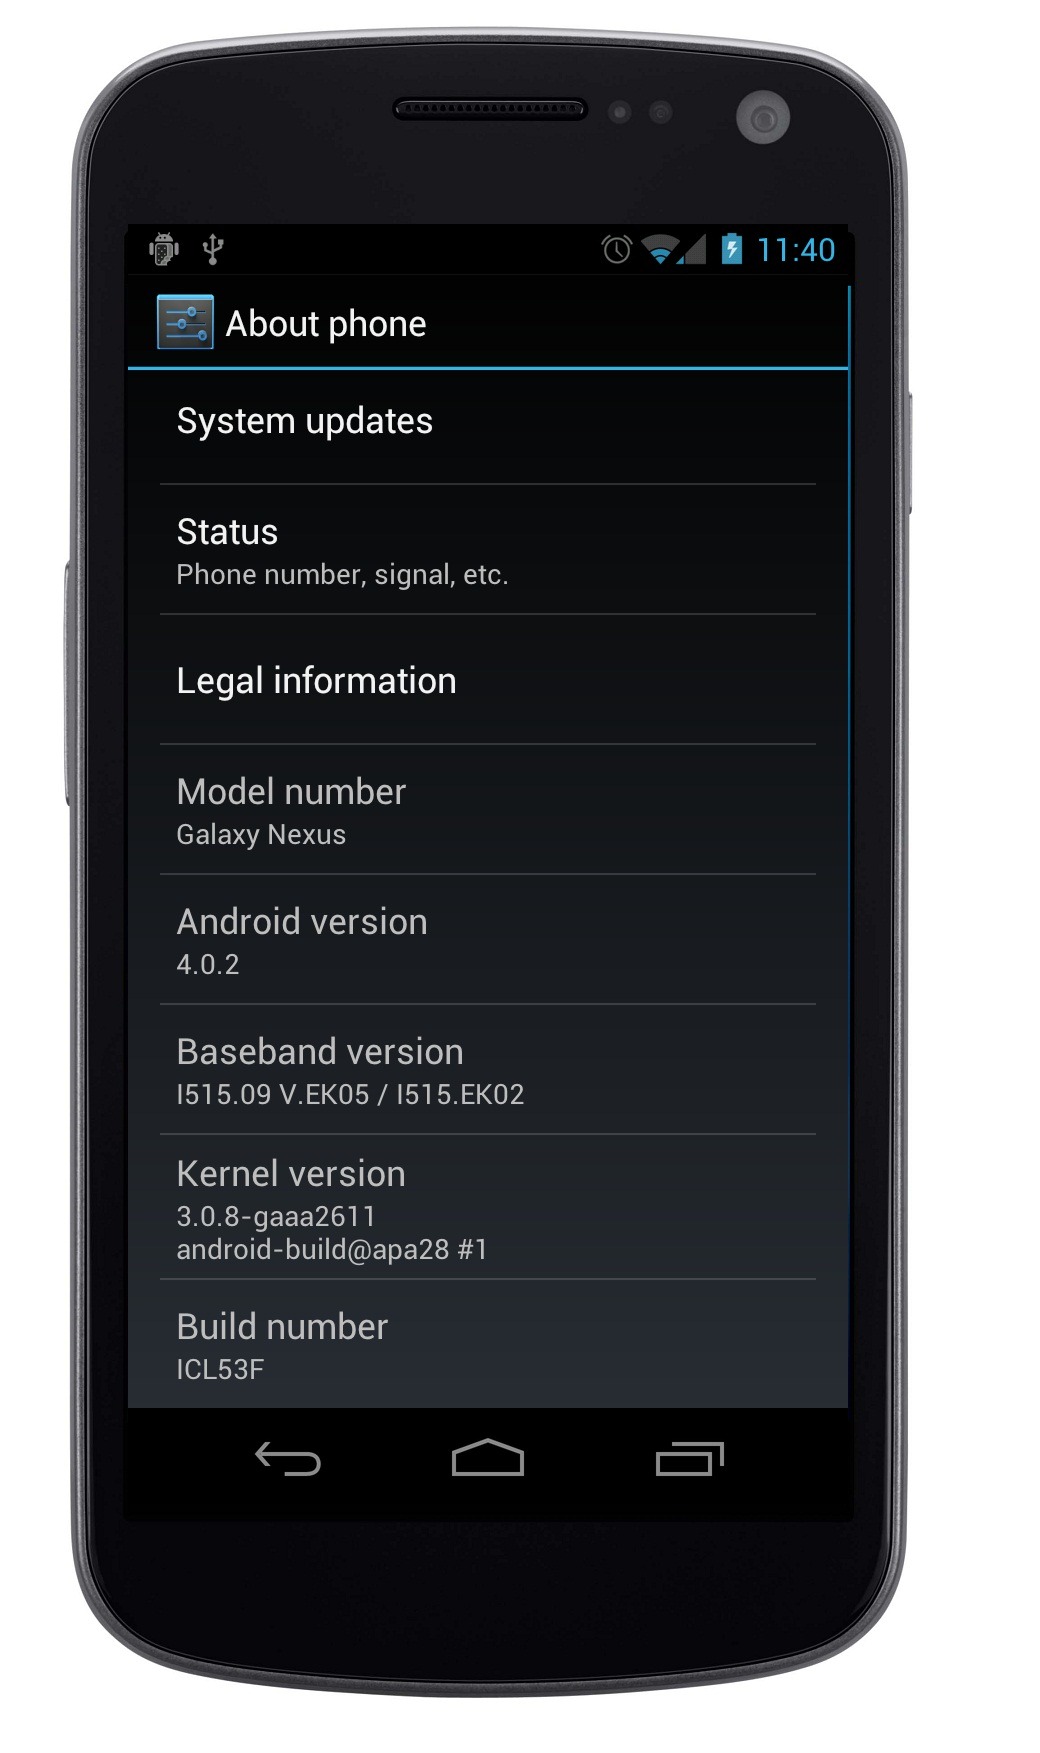 11:40
About phone
System updates
Status
Phone number, signal, etc.
Legal information
Model number
Galaxy Nexus
Android version
4.0.2
Baseband version
I515.09 V.EK05 / I515.EK02
Kernel version
3.0.8-gaaa2611
android-build@apa28 #1
Build number
ICL53F